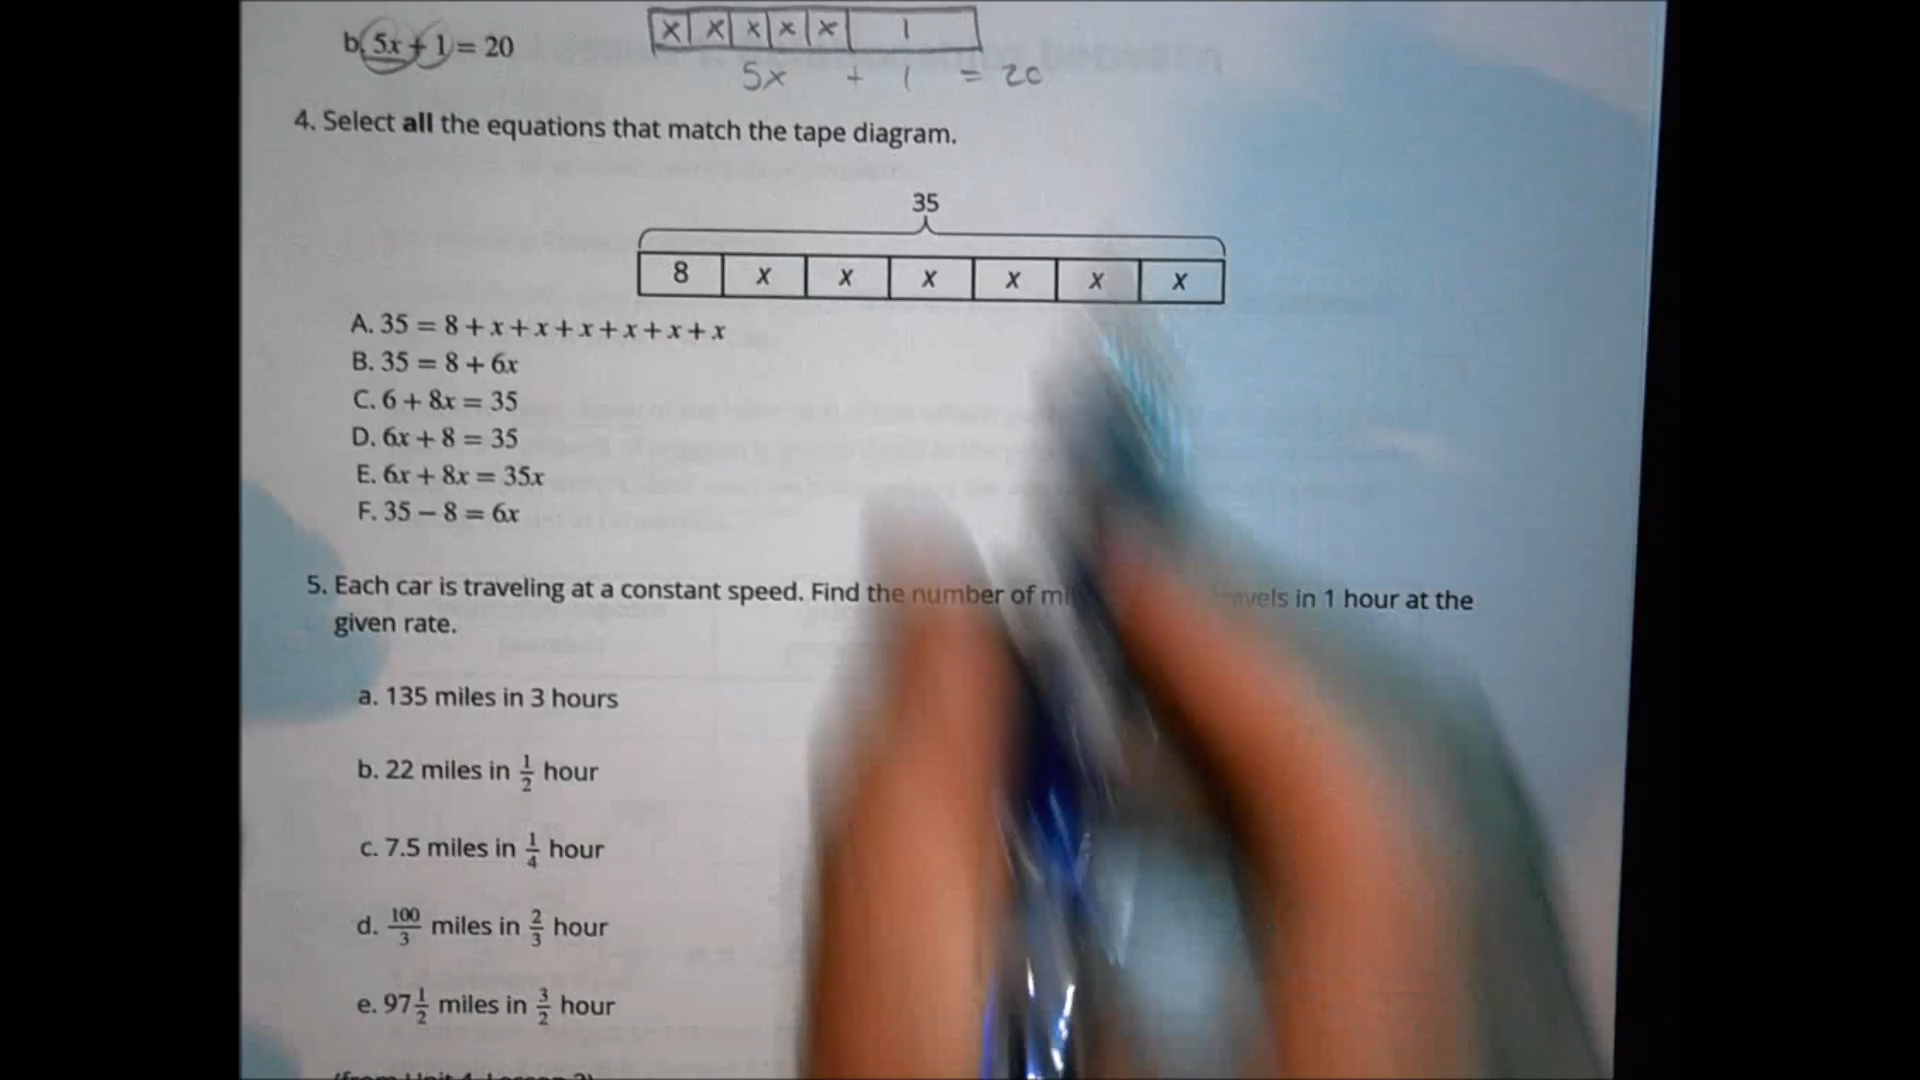 b. 5x + 1 = 20
x x x x x 1
5x + 1 = 20
4. Select all the equations that match the tape diagram.
35
8 x x x x x x
A. 35 = 8 + x + x + x + x + x + x
B. 35 = 8 + 6x
C. 6 + 8x = 35
D. 6x + 8 = 35
E. 6x + 8x = 35x
F. 35 − 8 = 6x
5. Each car is traveling at a constant speed. Find the number of in 1 hour at the
given rate.
a. 135 miles in 3 hours
b. 22 miles in 1/2 hour
c. 7.5 miles in 1/4 hour
d. 100/3 miles in 2/3 hour
e. 97 1/2 miles in 3/2 hour